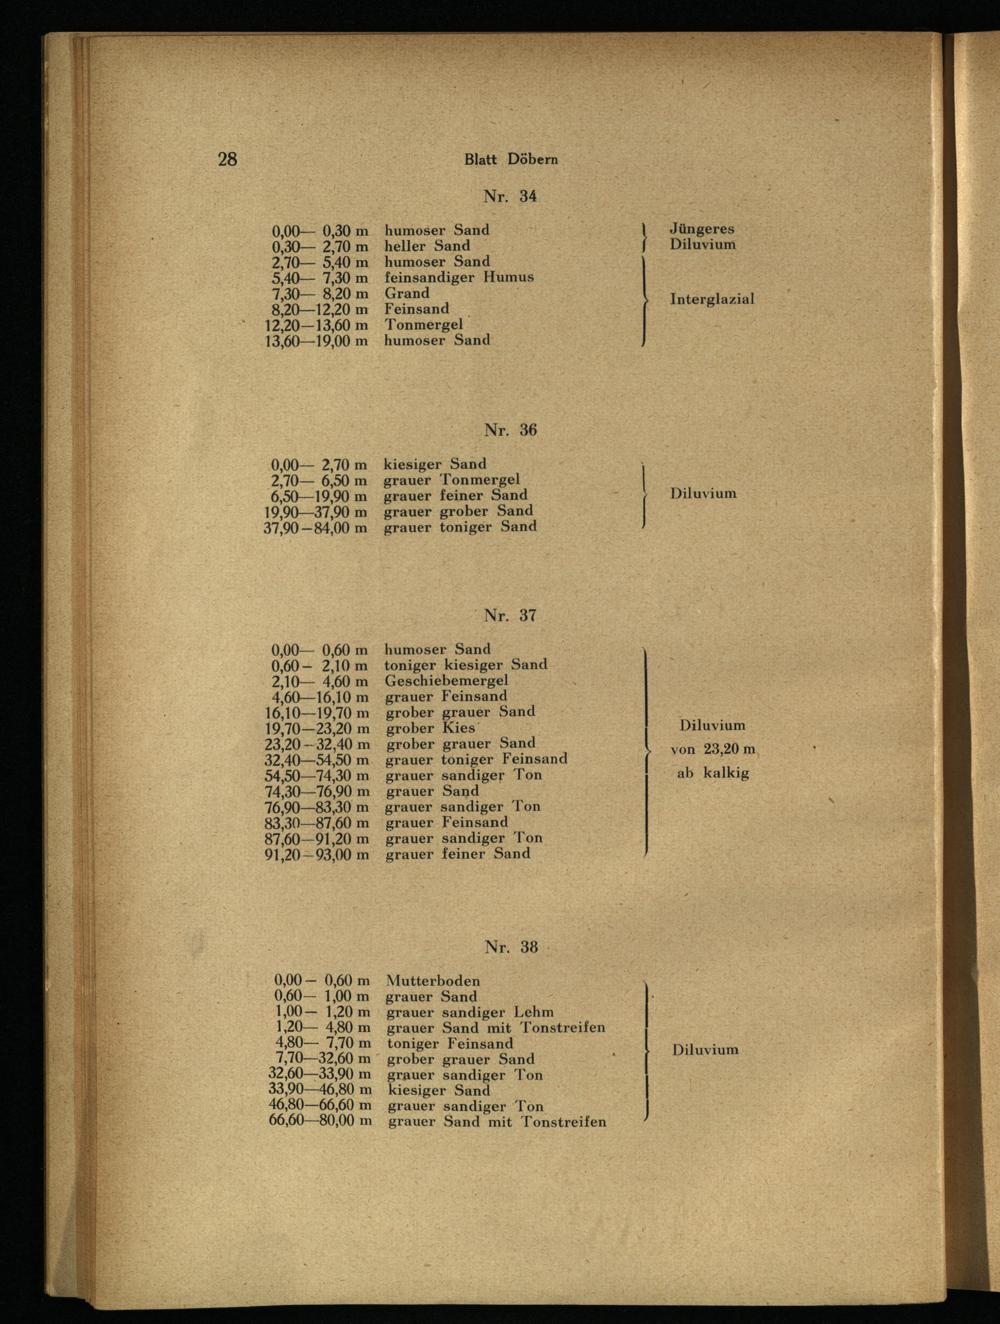 28 Blatt Döbern
Nr. 34
0,00— 0,30 m humoser Sand
0,30— 2,70 m heller Sand
2,70— 5,40 m humoser Sand
5,40— 7,30 m feinsandiger Humus
7,30— 8,20 m Grand
8,20—12,20 m Feinsand
12,20—13,60 m Tonmergel
13,60—19,00 m humoser Sand
Jüngeres
Diluvium
Interglazial
Nr. 36
0,00— 2,70 m kiesiger Sand
2,70— 6,50 m grauer Tonmergel
6,50—19,90 m grauer feiner Sand
19,90—37,90 m grauer grober Sand
37,90—84,00 m grauer toniger Sand
Diluvium
Nr. 37
0,00— 0,60 m humoser Sand
0,60— 2,10 m toniger kiesiger Sand
2,10— 4,60 m Geschiebemergel
4,60—16,10 m grauer Feinsand
16,10—19,70 m grober grauer Sand
19,70—23,20 m grober Kies
23,20—32,40 m grober grauer Sand
32,40—54,50 m grauer toniger Feinsand
54,50—74,30 m grauer sandiger Ton
74,30—76,90 m grauer Sand
76,90—83,30 m grauer sandiger Ton
83,30—87,60 m grauer Feinsand
87,60—91,20 m grauer sandiger Ton
91,20—93,00 m grauer feiner Sand
Diluvium
von 23,20 m
ab kalkig
Nr. 38
0,00— 0,60 m Mutterboden
0,60— 1,00 m grauer Sand
1,00— 1,20 m grauer sandiger Lehm
1,20— 4,80 m grauer Sand mit Tonstreifen
4,80— 7,70 m toniger Feinsand
7,70—32,60 m grober grauer Sand
32,60—33,90 m grauer sandiger Ton
33,90—46,80 m kiesiger Sand
46,80—66,60 m grauer sandiger Ton
66,60—80,00 m grauer Sand mit Tonstreifen
Diluvium